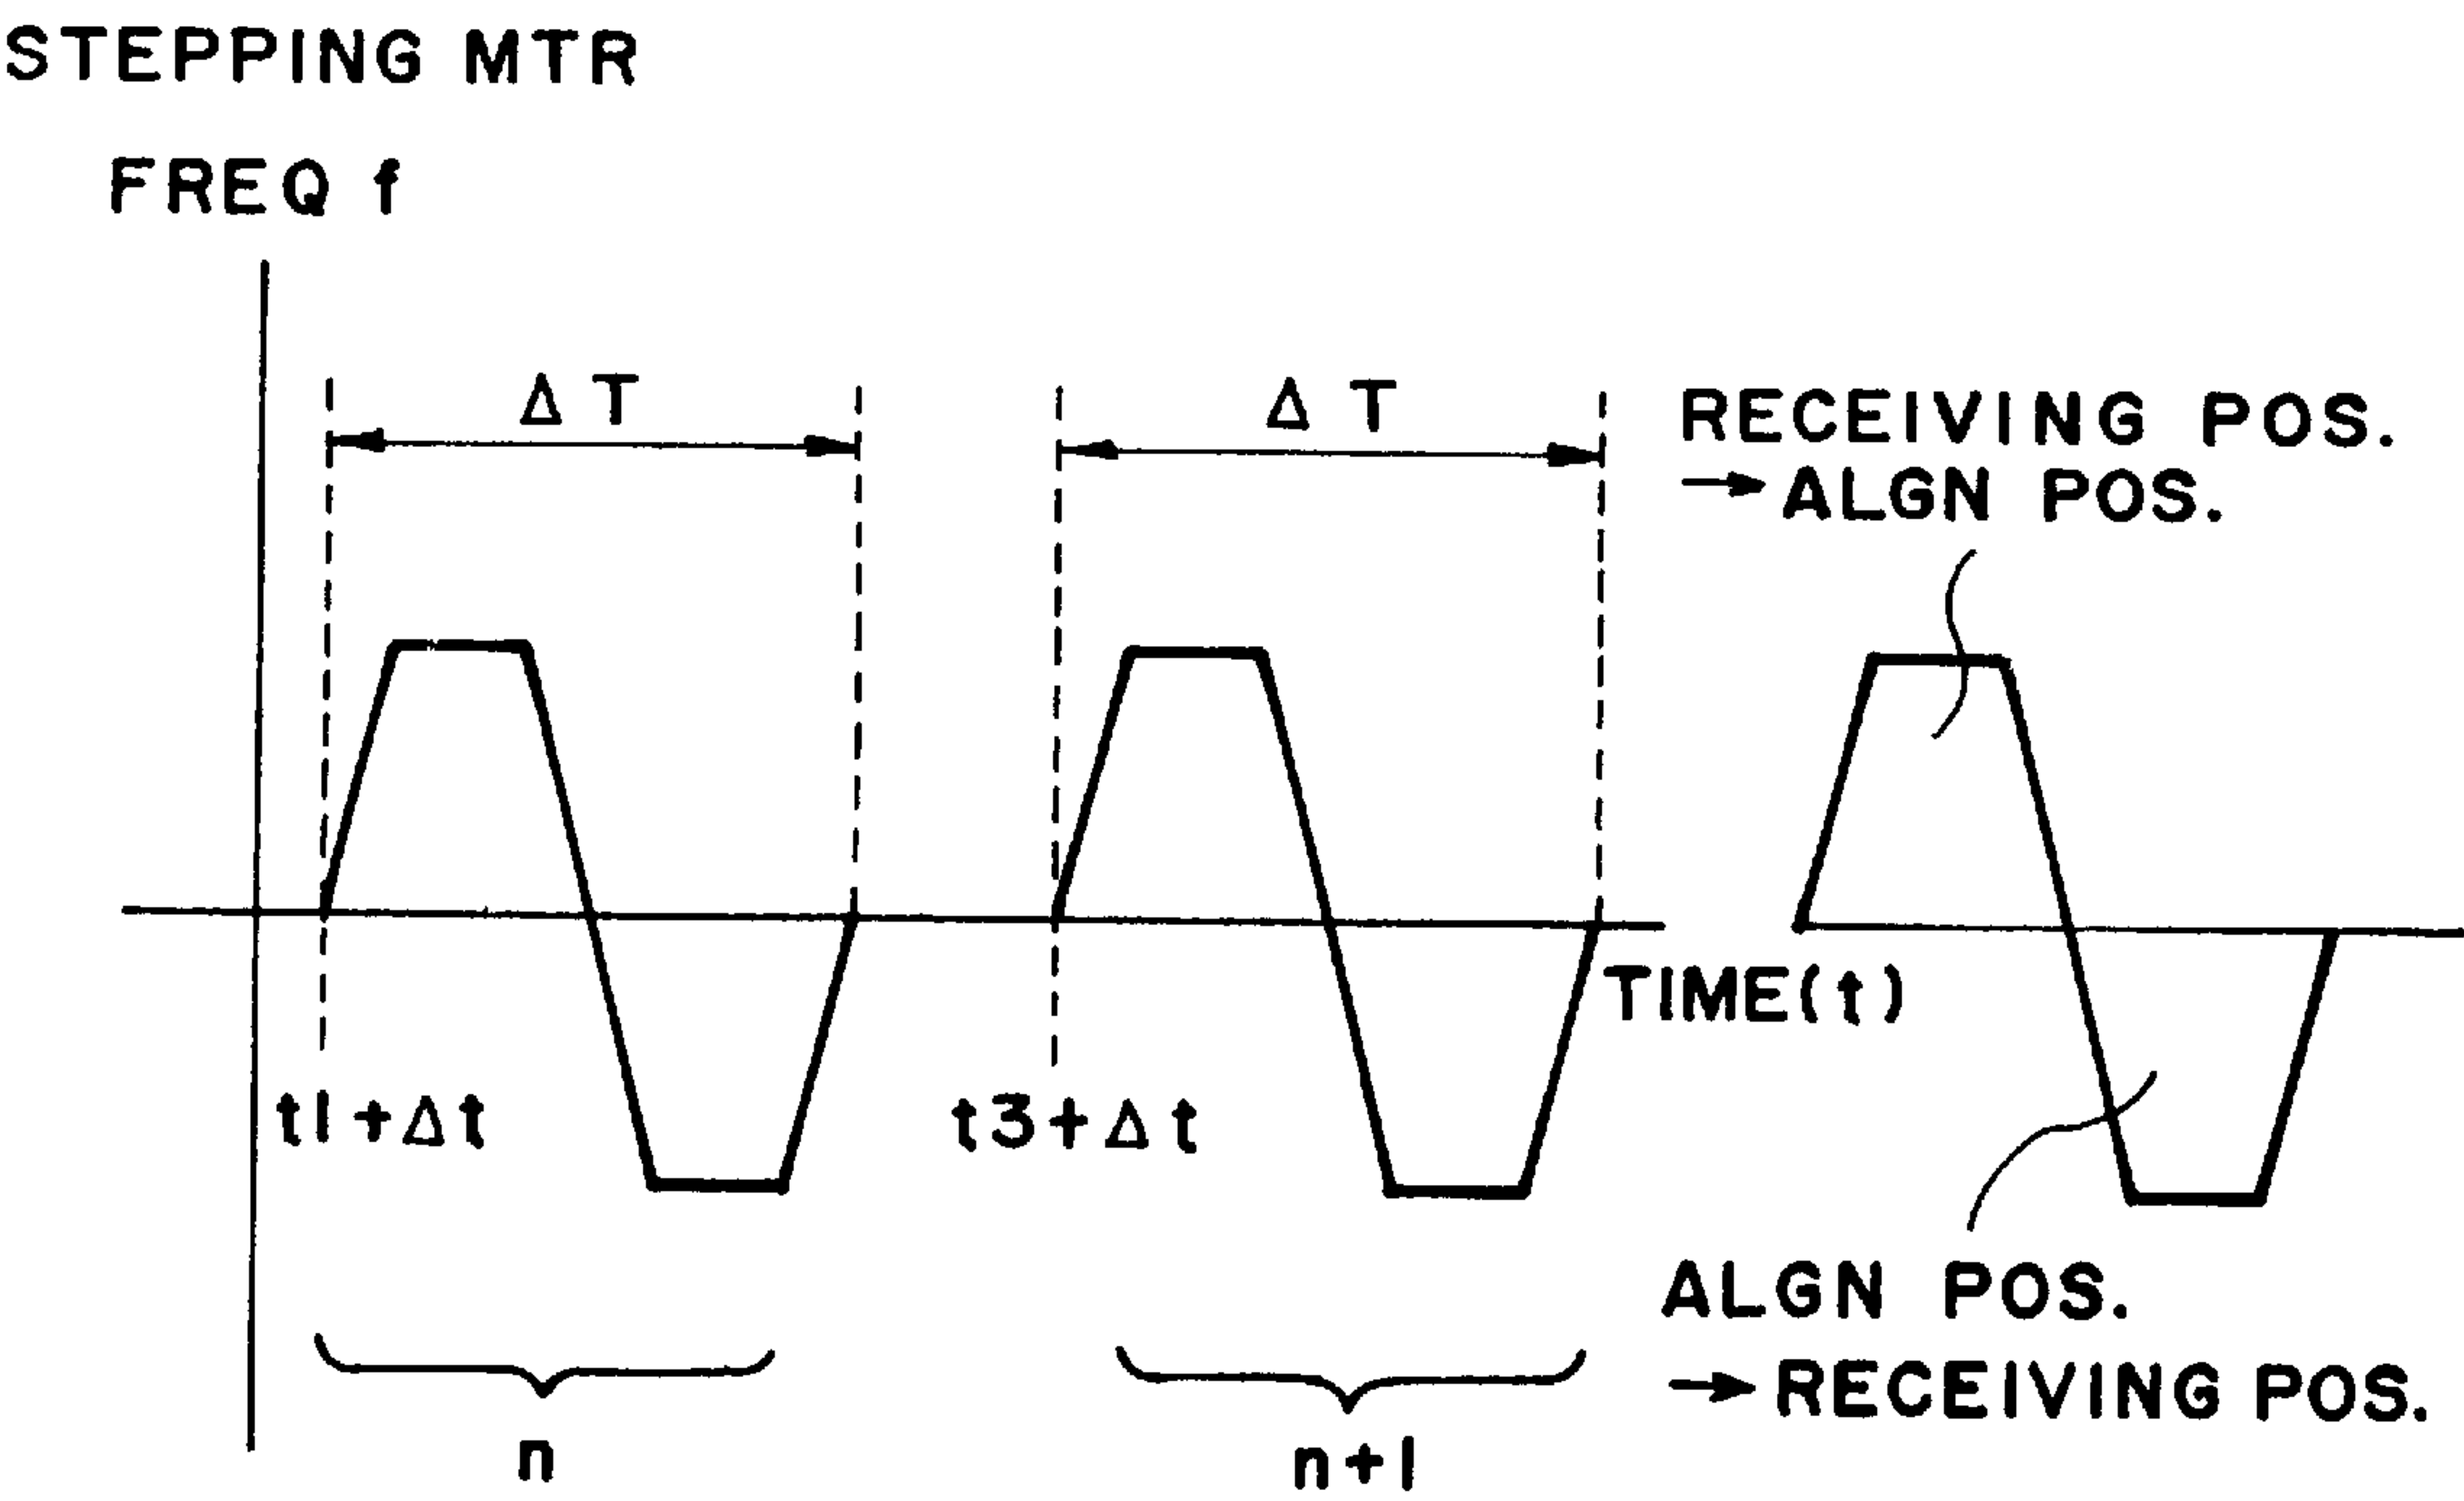 STEPPING MTR
FREQ f
ΔT
ΔT
RECEIVING POS.
→ALGN POS.
TIME(t)
t1+Δt
t3+Δt
ALGN POS.
→RECEIVING POS.
n
n+1